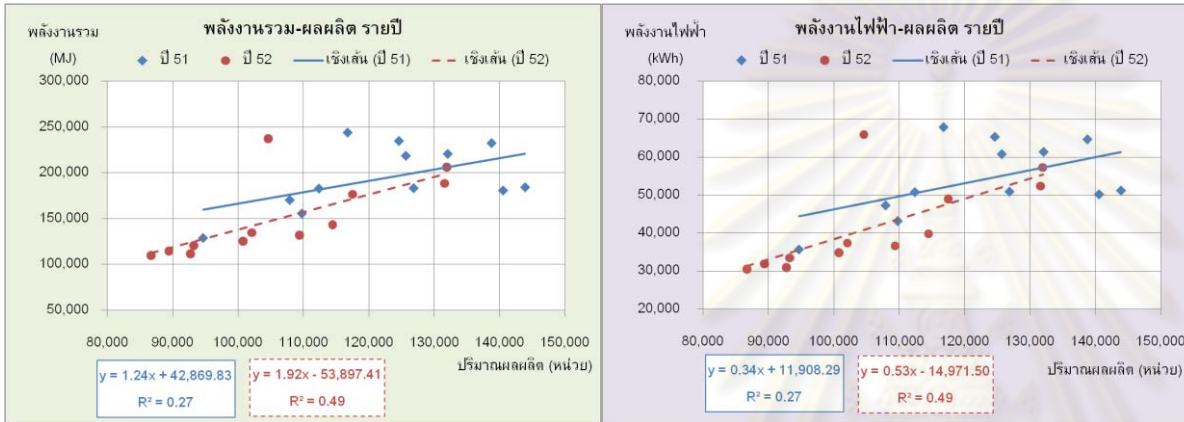 พลังงานรวม
(MJ)
พลังงานรวม-ผลผลิต รายปี
ปี 51 ปี 52 เชิงเส้น (ปี 51) เชิงเส้น (ปี 52)
300,000
250,000
200,000
150,000
100,000
50,000
80,000 90,000 100,000 110,000 120,000 130,000 140,000 150,000
ปริมาณผลผลิต (หน่วย)
y = 1.24x + 42,869.83
R² = 0.27
y = 1.92x - 53,897.41
R² = 0.49
พลังงานไฟฟ้า
(kWh)
พลังงานไฟฟ้า-ผลผลิต รายปี
ปี 51 ปี 52 เชิงเส้น (ปี 51) เชิงเส้น (ปี 52)
80,000
70,000
60,000
50,000
40,000
30,000
20,000
80,000 90,000 100,000 110,000 120,000 130,000 140,000 150,000
ปริมาณผลผลิต (หน่วย)
y = 0.34x + 11,908.29
R² = 0.27
y = 0.53x - 14,971.50
R² = 0.49